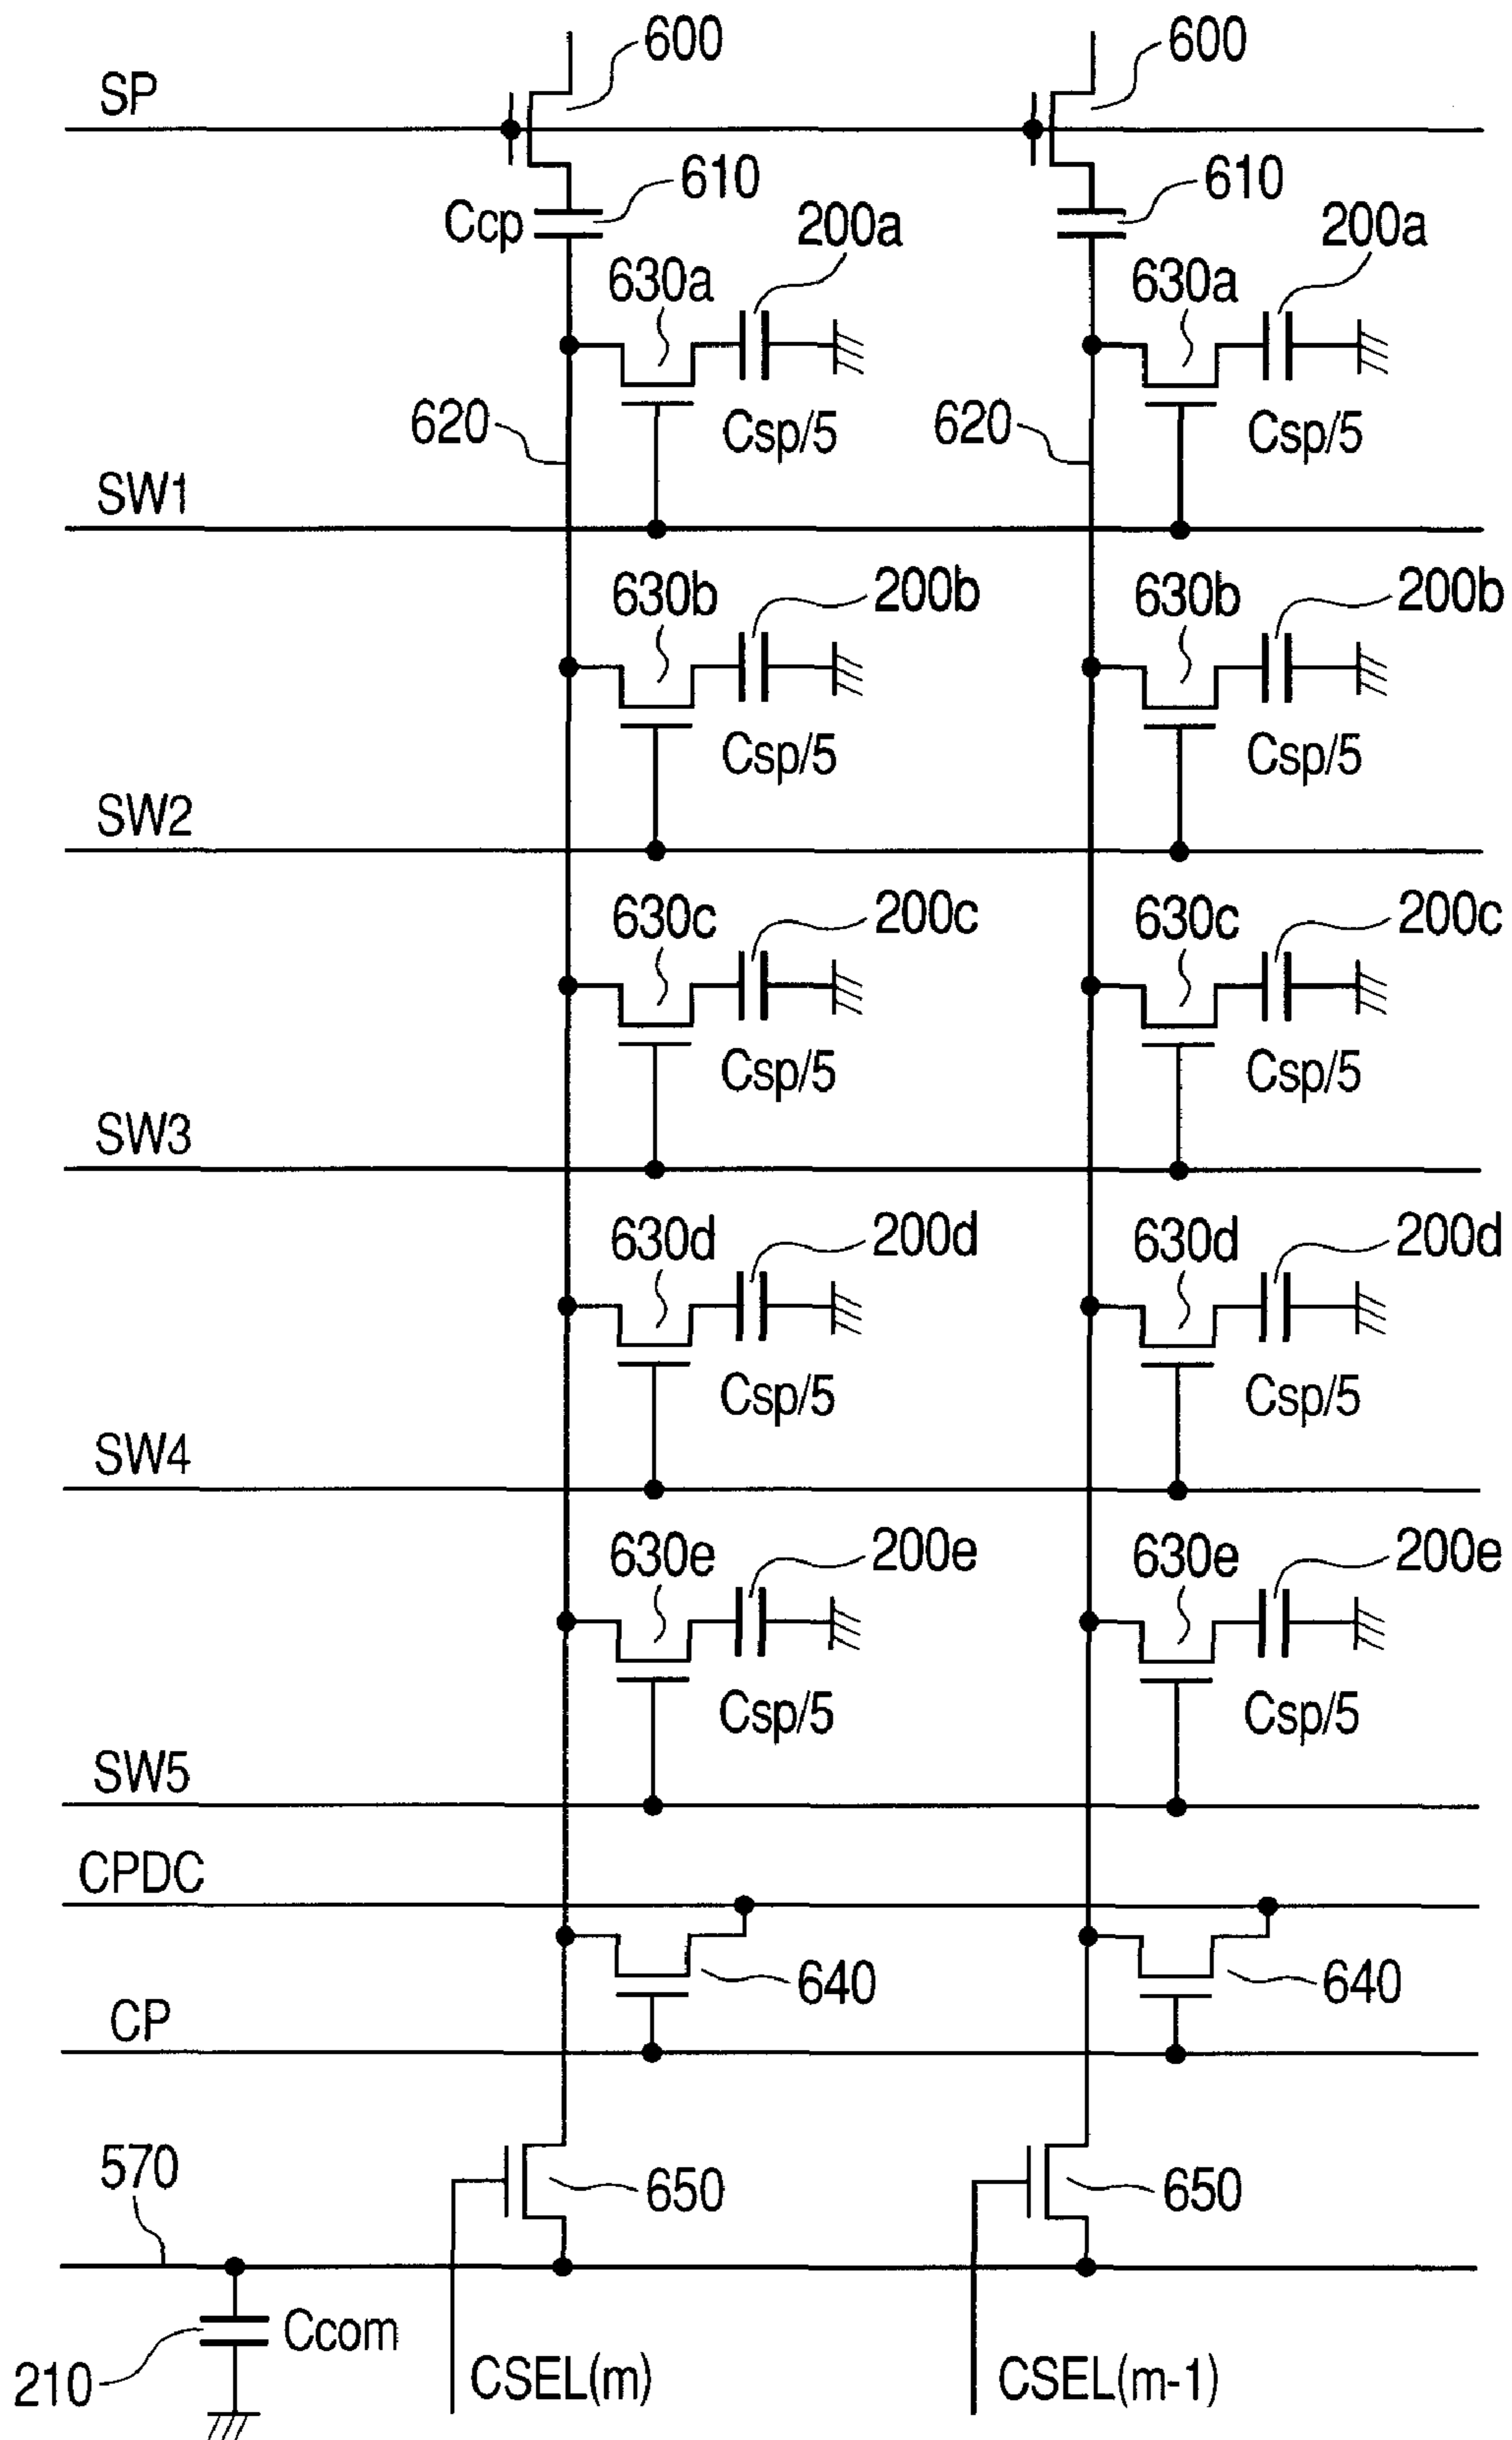 600 600
SP
610 610
Ccp 200a 200a
630a 630a
620 Csp/5 620 Csp/5
SW1
630b 200b 630b 200b
Csp/5 Csp/5
SW2
630c 200c 630c 200c
Csp/5 Csp/5
SW3
630d 200d 630d 200d
Csp/5 Csp/5
SW4
630e 200e 630e 200e
Csp/5 Csp/5
SW5
CPDC
640 640
CP
570 650 650
Ccom
210 CSEL(m) CSEL(m-1)